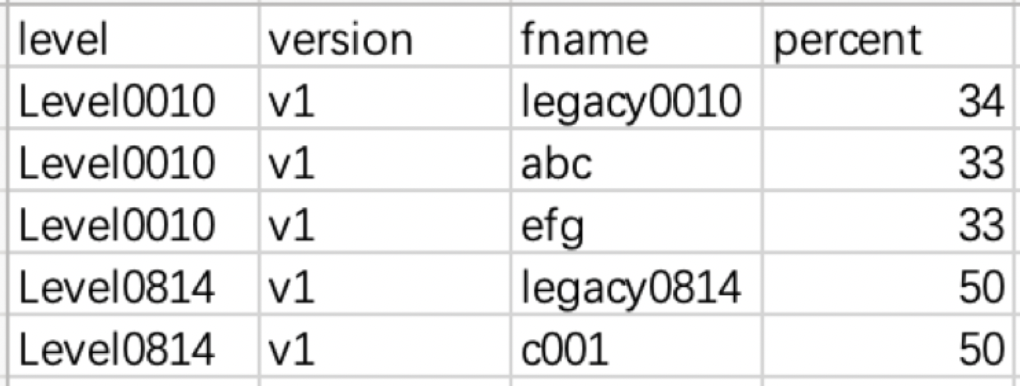 level version fname percent
Level0010 v1 legacy0010 34
Level0010 v1 abc 33
Level0010 v1 efg 33
Level0814 v1 legacy0814 50
Level0814 v1 c001 50